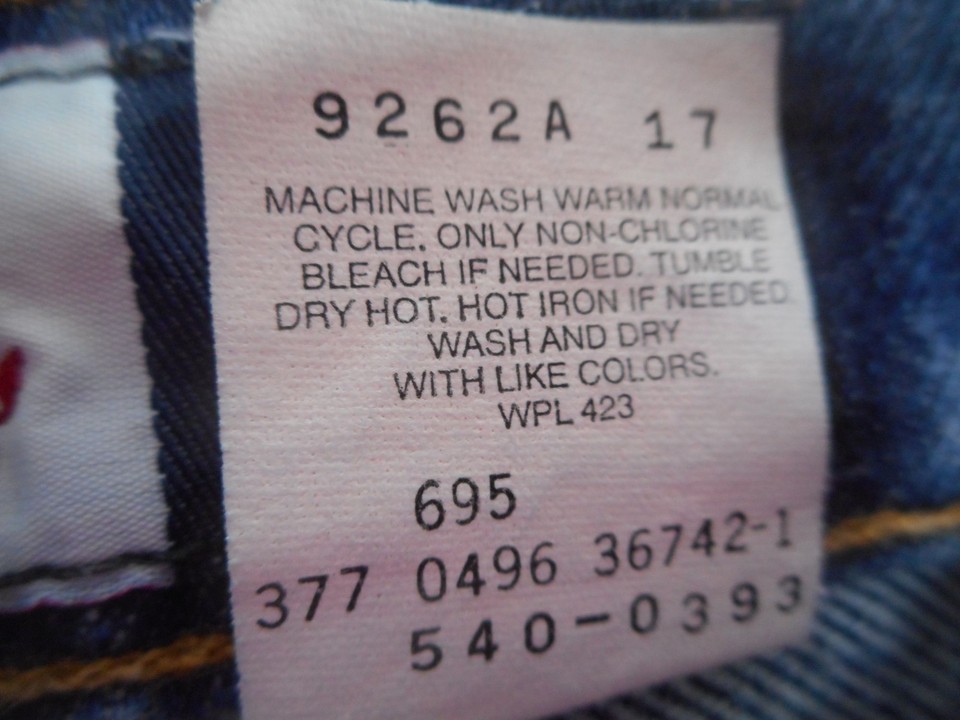 9262A 17
MACHINE WASH WARM NORMAL
CYCLE. ONLY NON-CHLORINE
BLEACH IF NEEDED. TUMBLE
DRY HOT. HOT IRON IF NEEDED.
WASH AND DRY
WITH LIKE COLORS.
WPL 423
695
377 0496 36742-1
540-0393